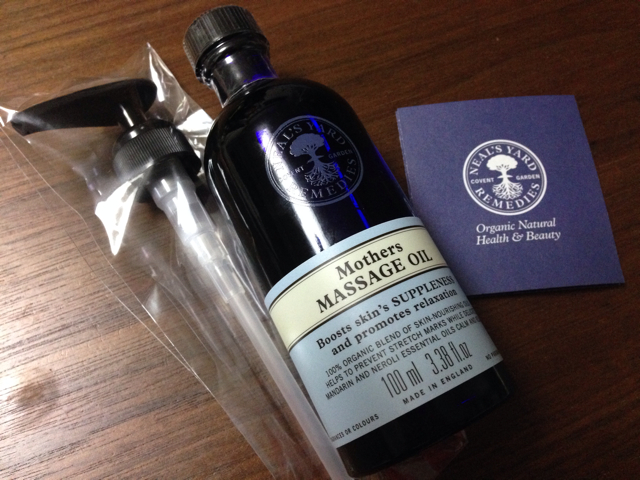 NEAL'S YARD
REMEDIES
Mothers
MASSAGE OIL
Boosts skin's SUPPLENESS
and promotes relaxation
100% ORGANIC BLEND OF SKIN-NOURISHING
HELPS TO PREVENT STRETCH MARKS WHILE
MANDARIN AND NEROLI ESSENTIAL OILS CALM
100 ml 3.38 fl.oz
MADE IN ENGLAND
OR COLOURS
NEAL'S YARD
COVENT GARDEN
REMEDIES
Organic Natural
Health & Beauty